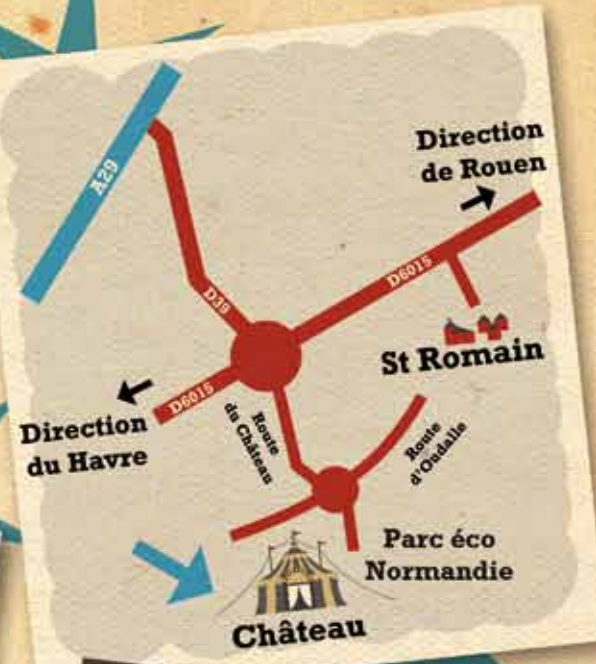 A29
Direction
de Rouen
D6015
D39
St Romain
D6015
Direction
du Havre
Route
du Château
Route
d'Oudalle
Parc éco
Normandie
Château